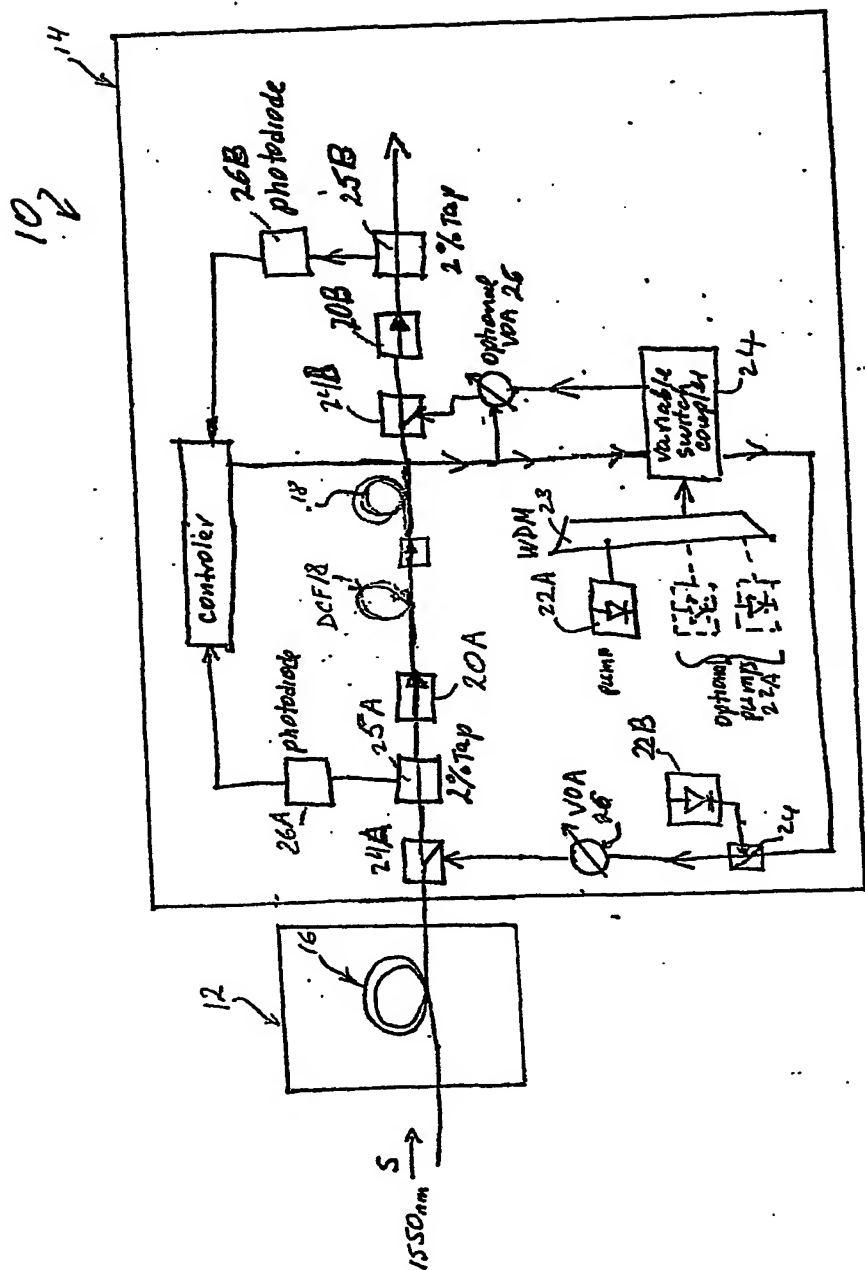 10
14
12
16
S
1550nm
controller
photodiode
26A
25A
2% Tap
24A
20A
DCF18
18
24B
20B
25B
2% Tap
26B
photodiode
optional
VOA 26
variable
switch
coupler
24
WDM
23
22A
pump
optional
pumps
22A
22B
VOA
26
24